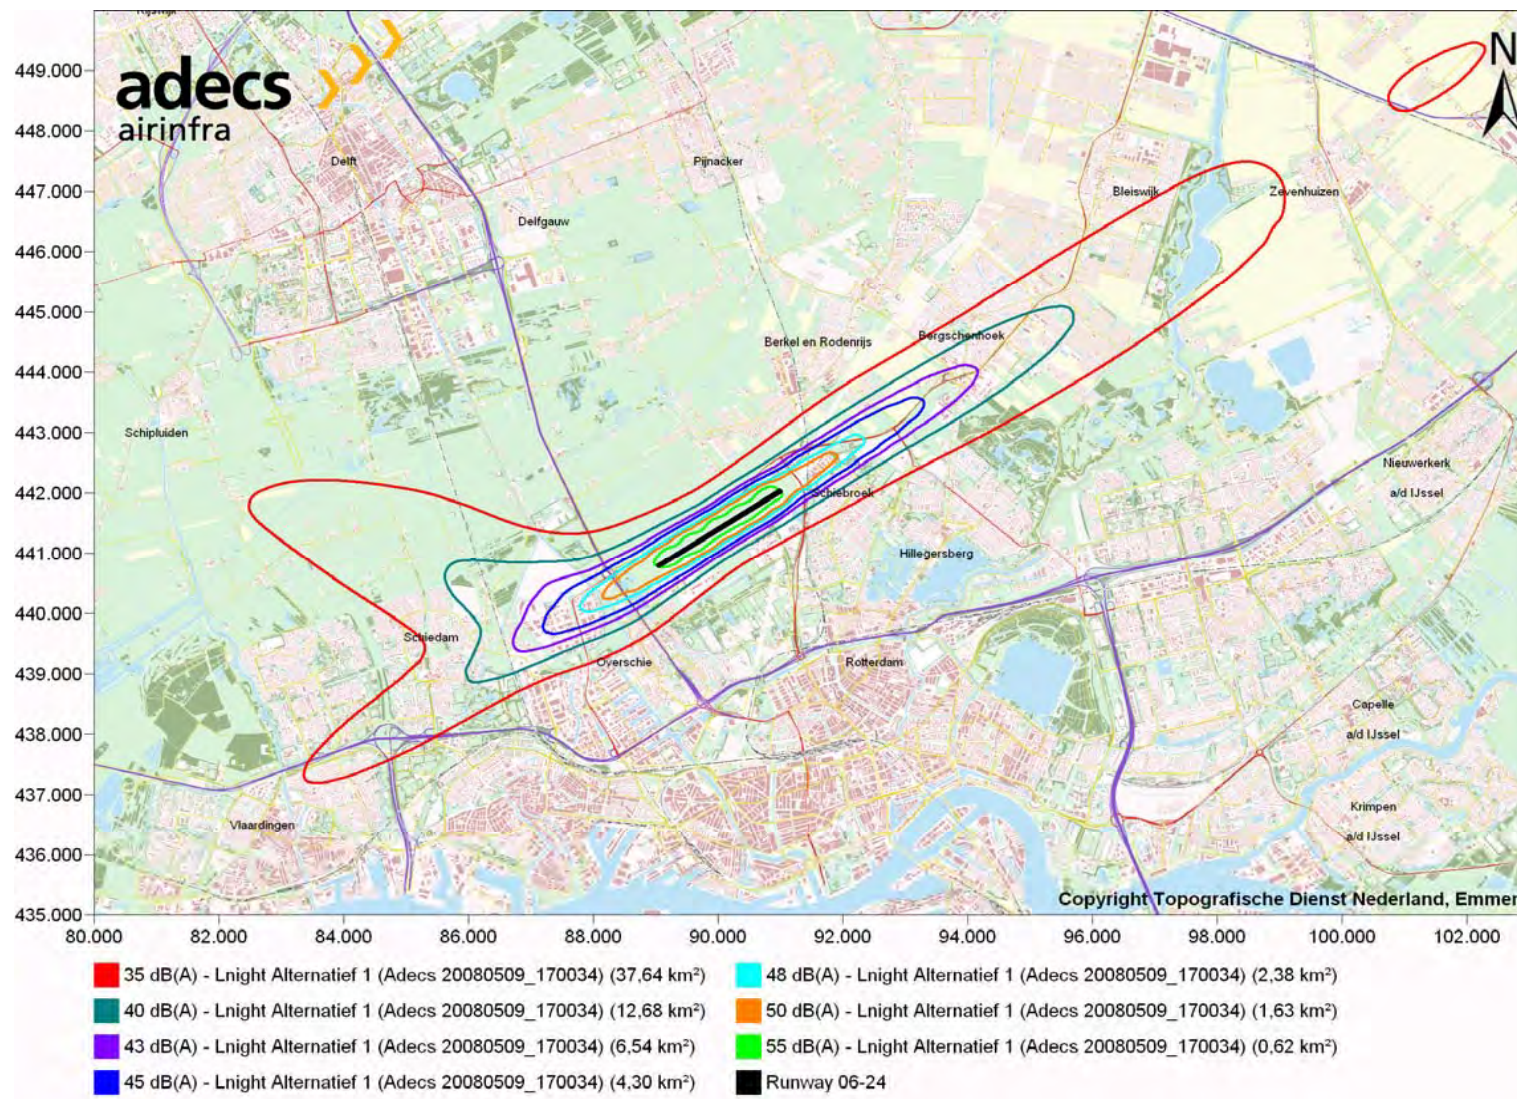 Rijswijk
adecs
airinfra
N
449.000
448.000
447.000
446.000
445.000
444.000
443.000
442.000
441.000
440.000
439.000
438.000
437.000
436.000
435.000
Delft
Pijnacker
Bleiswijk
Zevenhuizen
Delfgauw
Berkel en Rodenrijs
Bergschenhoek
Schipluiden
Nieuwerkerk
a/d IJssel
Schiebroek
Hillegersberg
Schiedam
Overschie
Rotterdam
Capelle
a/d IJssel
Vlaardingen
Krimpen
a/d IJssel
Copyright Topografische Dienst Nederland, Emmen
80.000 82.000 84.000 86.000 88.000 90.000 92.000 94.000 96.000 98.000 100.000 102.000
35 dB(A) - Lnight Alternatief 1 (Adecs 20080509_170034) (37,64 km²)
40 dB(A) - Lnight Alternatief 1 (Adecs 20080509_170034) (12,68 km²)
43 dB(A) - Lnight Alternatief 1 (Adecs 20080509_170034) (6,54 km²)
45 dB(A) - Lnight Alternatief 1 (Adecs 20080509_170034) (4,30 km²)
48 dB(A) - Lnight Alternatief 1 (Adecs 20080509_170034) (2,38 km²)
50 dB(A) - Lnight Alternatief 1 (Adecs 20080509_170034) (1,63 km²)
55 dB(A) - Lnight Alternatief 1 (Adecs 20080509_170034) (0,62 km²)
Runway 06-24